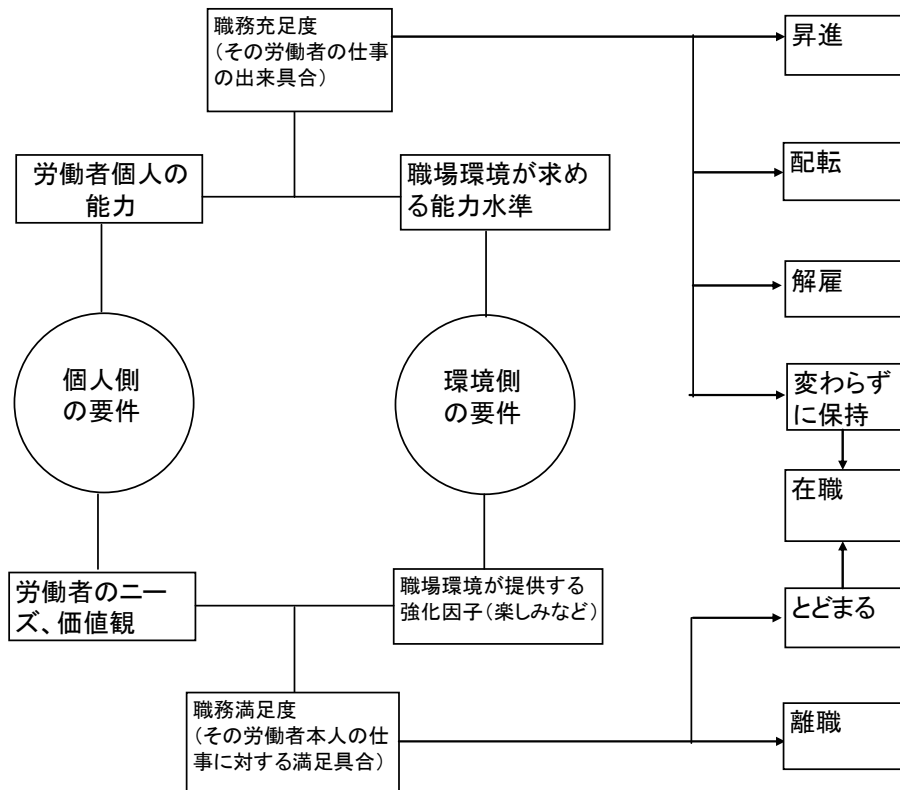 職務充足度
（その労働者の仕事
の出来具合）
昇進
労働者個人の
能力
職場環境が求め
る能力水準
配転
解雇
個人側
の要件
環境側
の要件
変わらず
に保持
在職
労働者のニー
ズ、価値観
職場環境が提供する
強化因子（楽しみなど）
とどまる
職務満足度
（その労働者本人の仕
事に対する満足具合）
離職